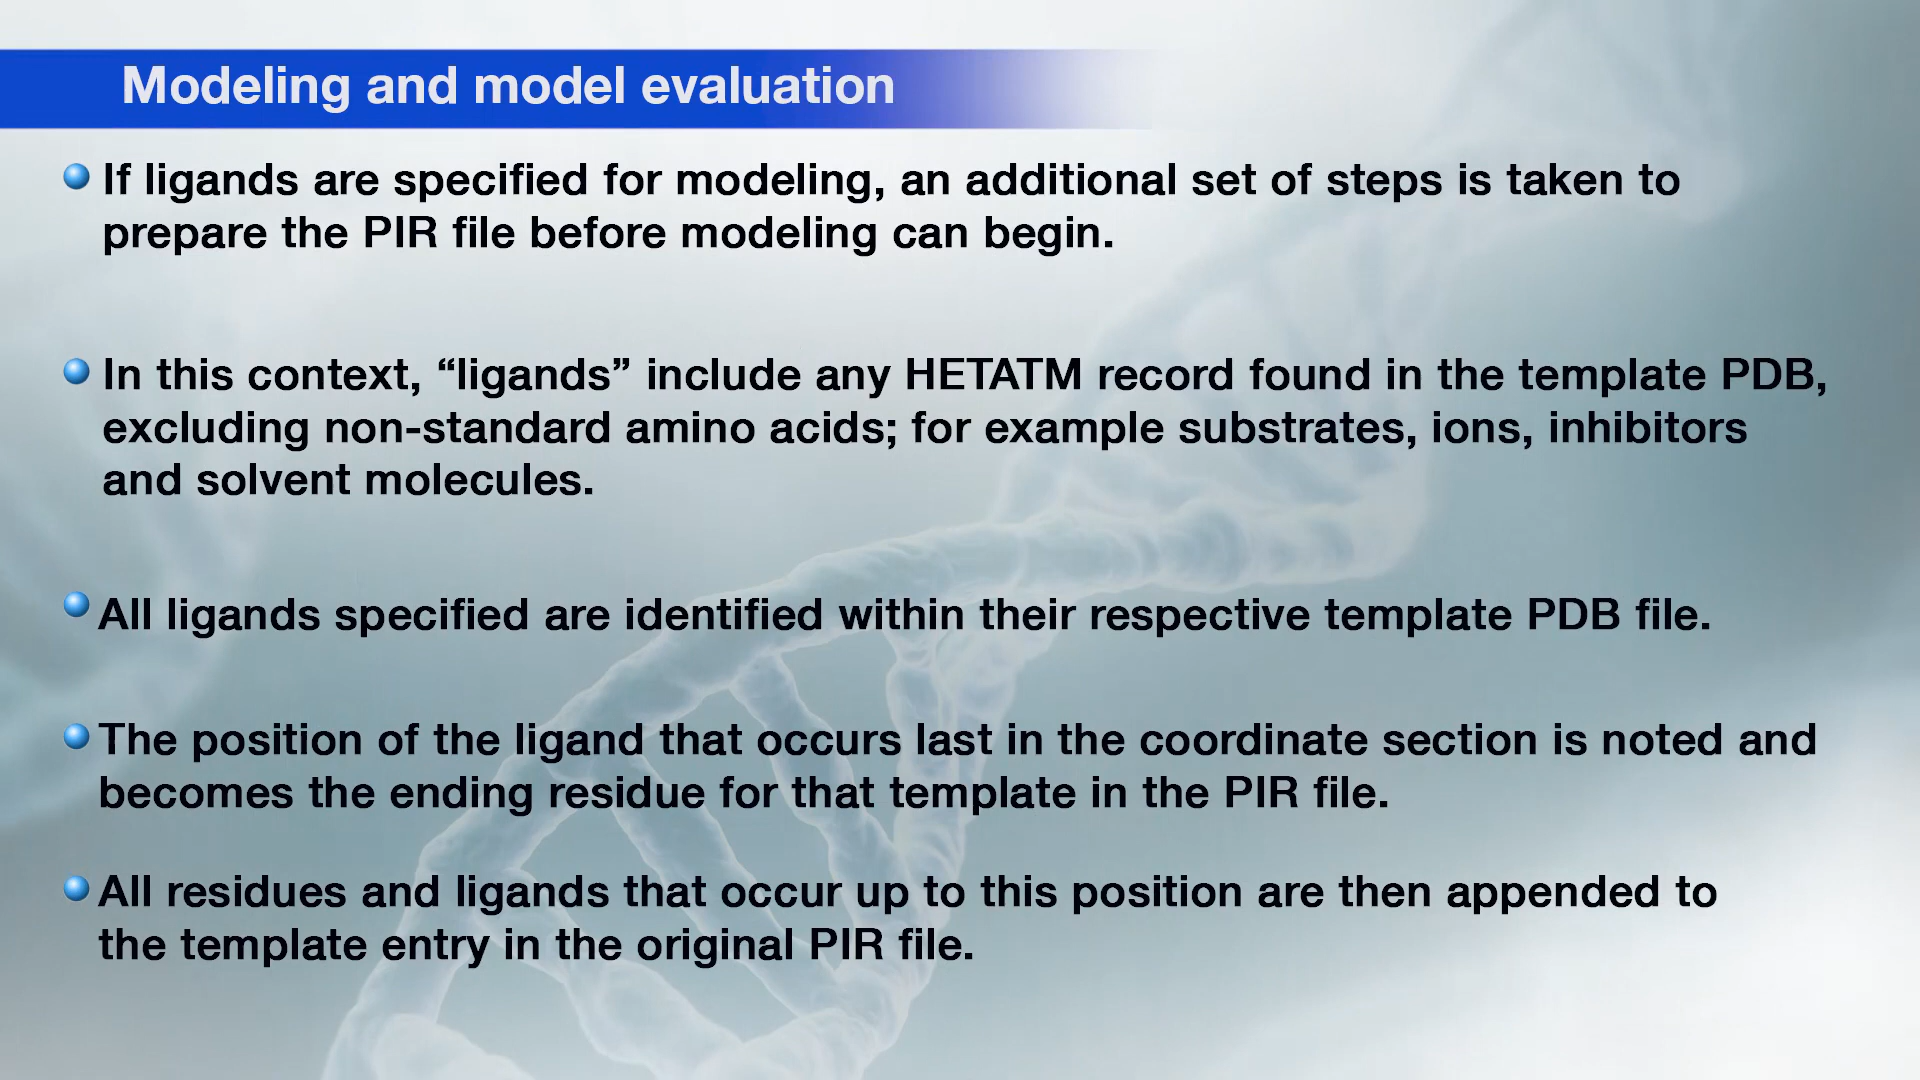 Modeling and model evaluation
If ligands are specified for modeling, an additional set of steps is taken to
prepare the PIR file before modeling can begin.
In this context, “ligands” include any HETATM record found in the template PDB,
excluding non-standard amino acids; for example substrates, ions, inhibitors
and solvent molecules.
All ligands specified are identified within their respective template PDB file.
The position of the ligand that occurs last in the coordinate section is noted and
becomes the ending residue for that template in the PIR file.
All residues and ligands that occur up to this position are then appended to
the template entry in the original PIR file.